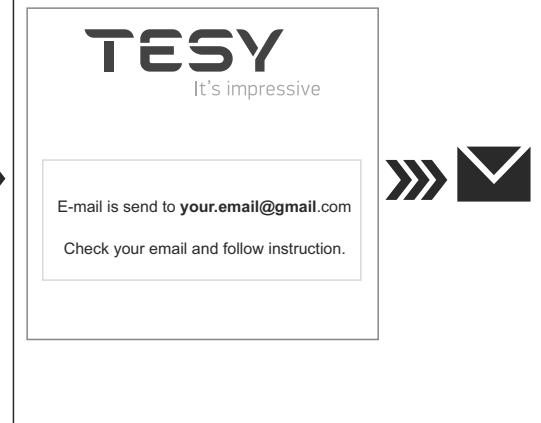 TESY
It's impressive
E-mail is send to your.email@gmail.com
Check your email and follow instruction.